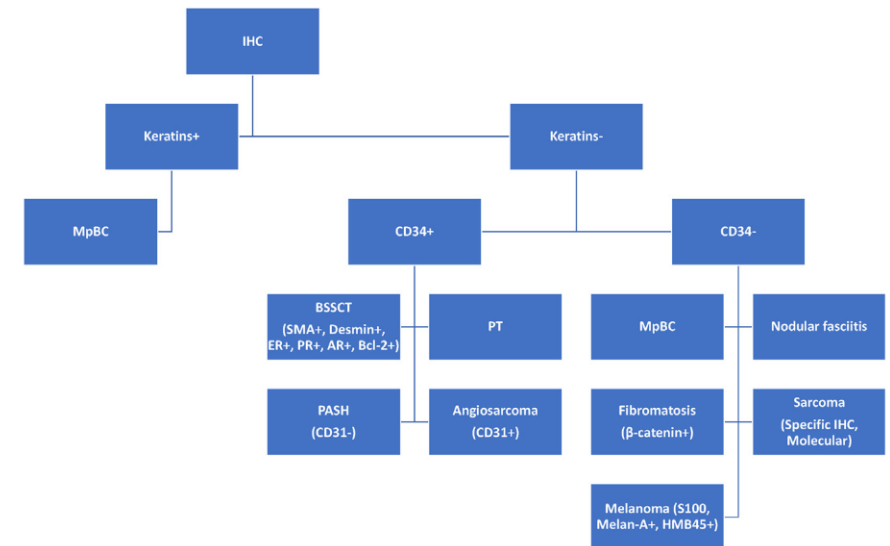 IHC
Keratins+
Keratins-
MpBC
CD34+
CD34-
BSSCT
(SMA+, Desmin+,
ER+, PR+, AR+, Bcl-2+)
PT
MpBC
Nodular fasciitis
PASH
(CD31-)
Angiosarcoma
(CD31+)
Fibromatosis
(β-catenin+)
Sarcoma
(Specific IHC,
Molecular)
Melanoma (S100,
Melan-A+, HMB45+)